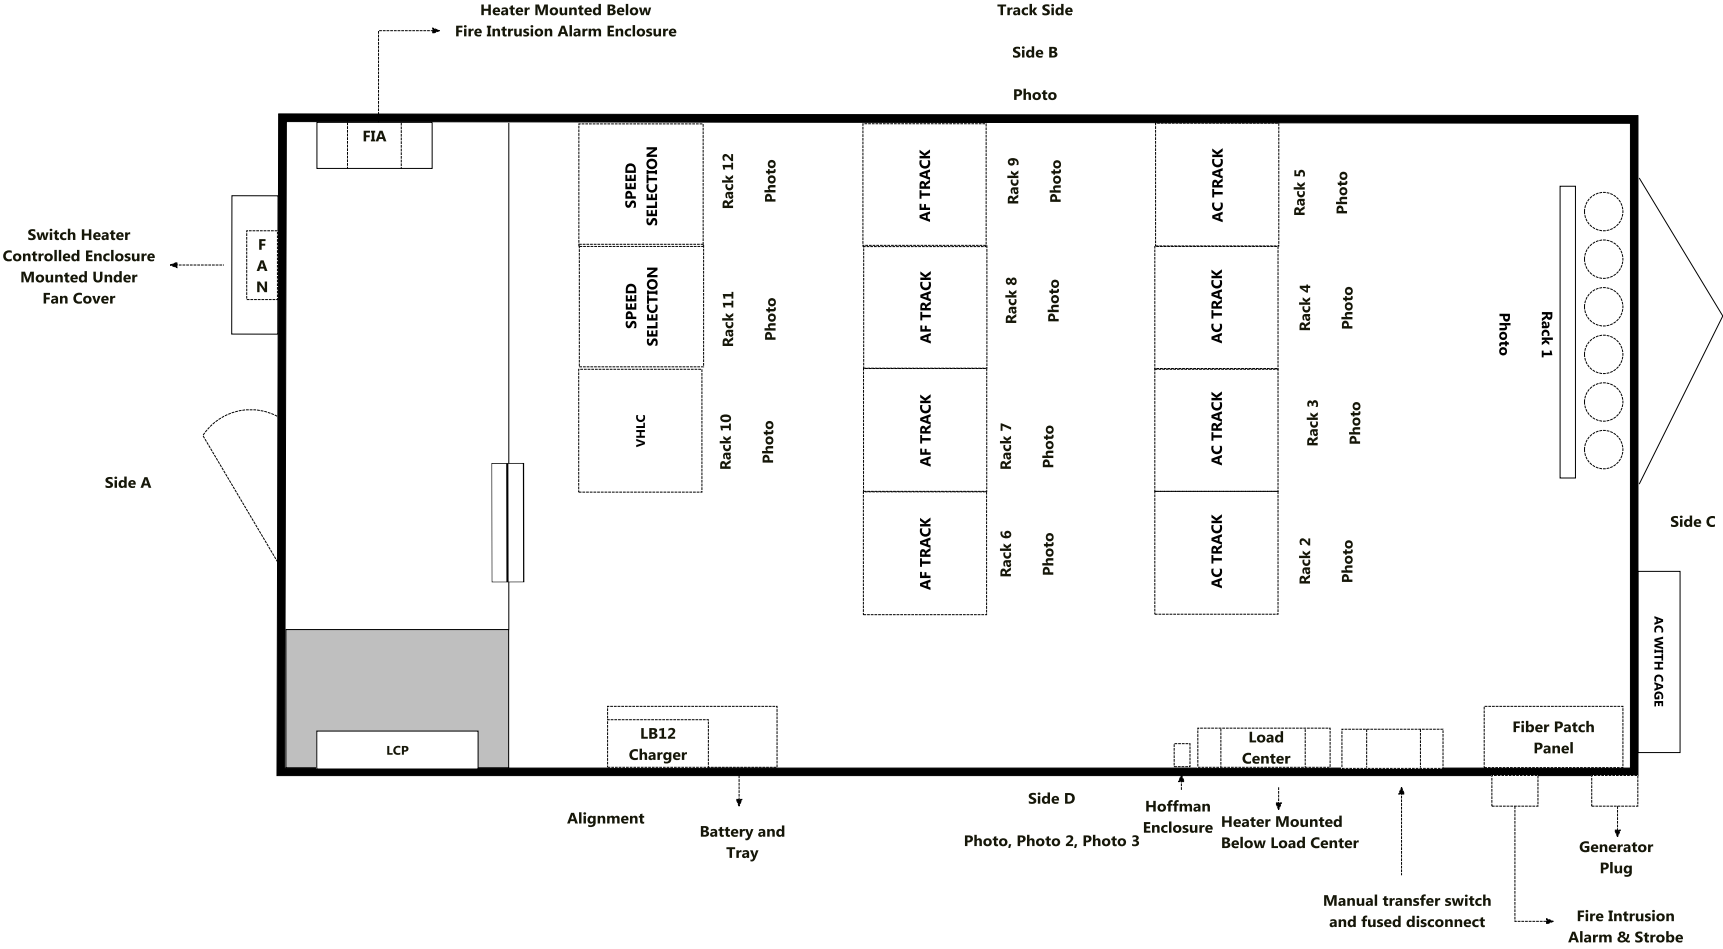 Heater Mounted Below
Fire Intrusion Alarm Enclosure
Track Side
Side B
Photo
FIA
SPEED
SELECTION
Rack 12
Photo
AF TRACK
Rack 9
Photo
AC TRACK
Rack 5
Photo
Switch Heater
Controlled Enclosure
Mounted Under
Fan Cover
F
A
N
SPEED
SELECTION
Rack 11
Photo
AF TRACK
Rack 8
Photo
AC TRACK
Rack 4
Photo
Photo
Rack 1
VHLC
Rack 10
Photo
AF TRACK
Rack 7
Photo
AC TRACK
Rack 3
Photo
Side A
Side C
AF TRACK
Rack 6
Photo
AC TRACK
Rack 2
Photo
AC WITH CAGE
LCP
LB12
Charger
Load
Center
Fiber Patch
Panel
Alignment
Battery and
Tray
Side D
Photo, Photo 2, Photo 3
Hoffman
Enclosure
Heater Mounted
Below Load Center
Generator
Plug
Manual transfer switch
and fused disconnect
Fire Intrusion
Alarm & Strobe